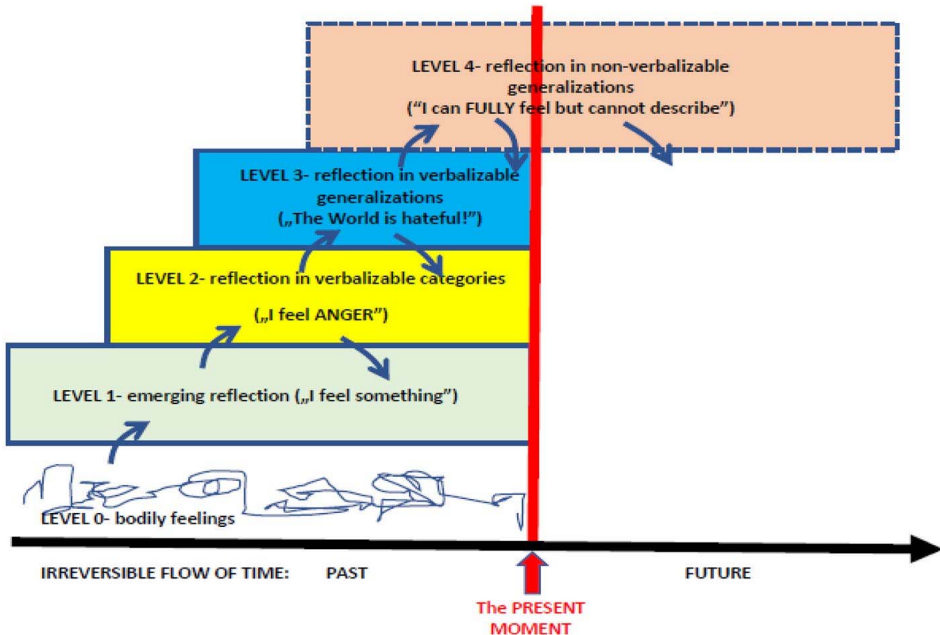 LEVEL 4- reflection in non-verbalizable
generalizations
(“I can FULLY feel but cannot describe”)
LEVEL 3- reflection in verbalizable
generalizations
(„The World is hateful!”)
LEVEL 2- reflection in verbalizable categories
(„I feel ANGER”)
LEVEL 1- emerging reflection („I feel something”)
LEVEL 0- bodily feelings
IRREVERSIBLE FLOW OF TIME: PAST FUTURE
The PRESENT
MOMENT